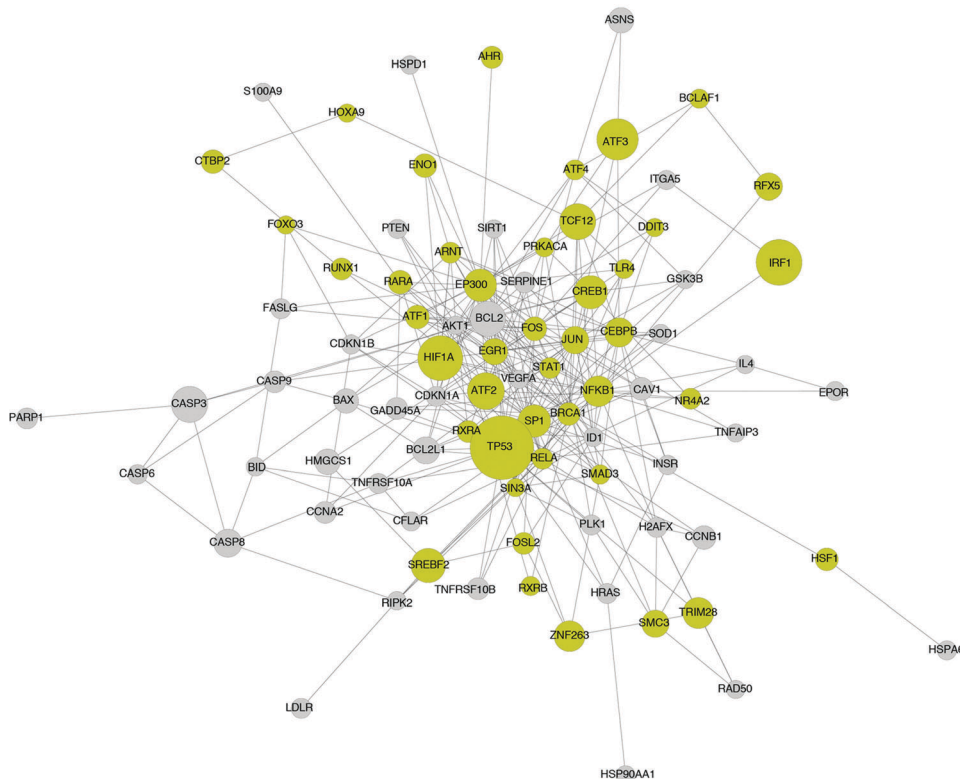 ASNS
AHR
HSPD1
S100A9
BCLAF1
HOXA9
ATF3
CTBP2
ENO1
ATF4
ITGA5
RFX5
TCF12
FOXO3
PTEN
SIRT1
DDIT3
PRKACA
ARNT
IRF1
RUNX1
TLR4
RARA
EP300
SERPINE1
GSK3B
CREB1
FASLG
ATF1
BCL2
AKT1
FOS
CEBPB
SOD1
CDKN1B
JUN
EGR1
HIF1A
STAT1
IL4
CASP9
VEGFA
CAV1
EPOR
ATF2
NFKB1
CDKN1A
BAX
NR4A2
CASP3
GADD45A
BRCA1
PARP1
SP1
RXRA
ID1
TNFAIP3
TP53
BCL2L1
RELA
INSR
HMGCS1
BID
CASP6
SMAD3
TNFRSF10A
SIN3A
CCNA2
CFLAR
PLK1
H2AFX
CCNB1
CASP8
FOSL2
HSF1
SREBF2
RXRB
TNFRSF10B
HRAS
RIPK2
TRIM28
SMC3
ZNF263
HSPA6
RAD50
LDLR
HSP90AA1